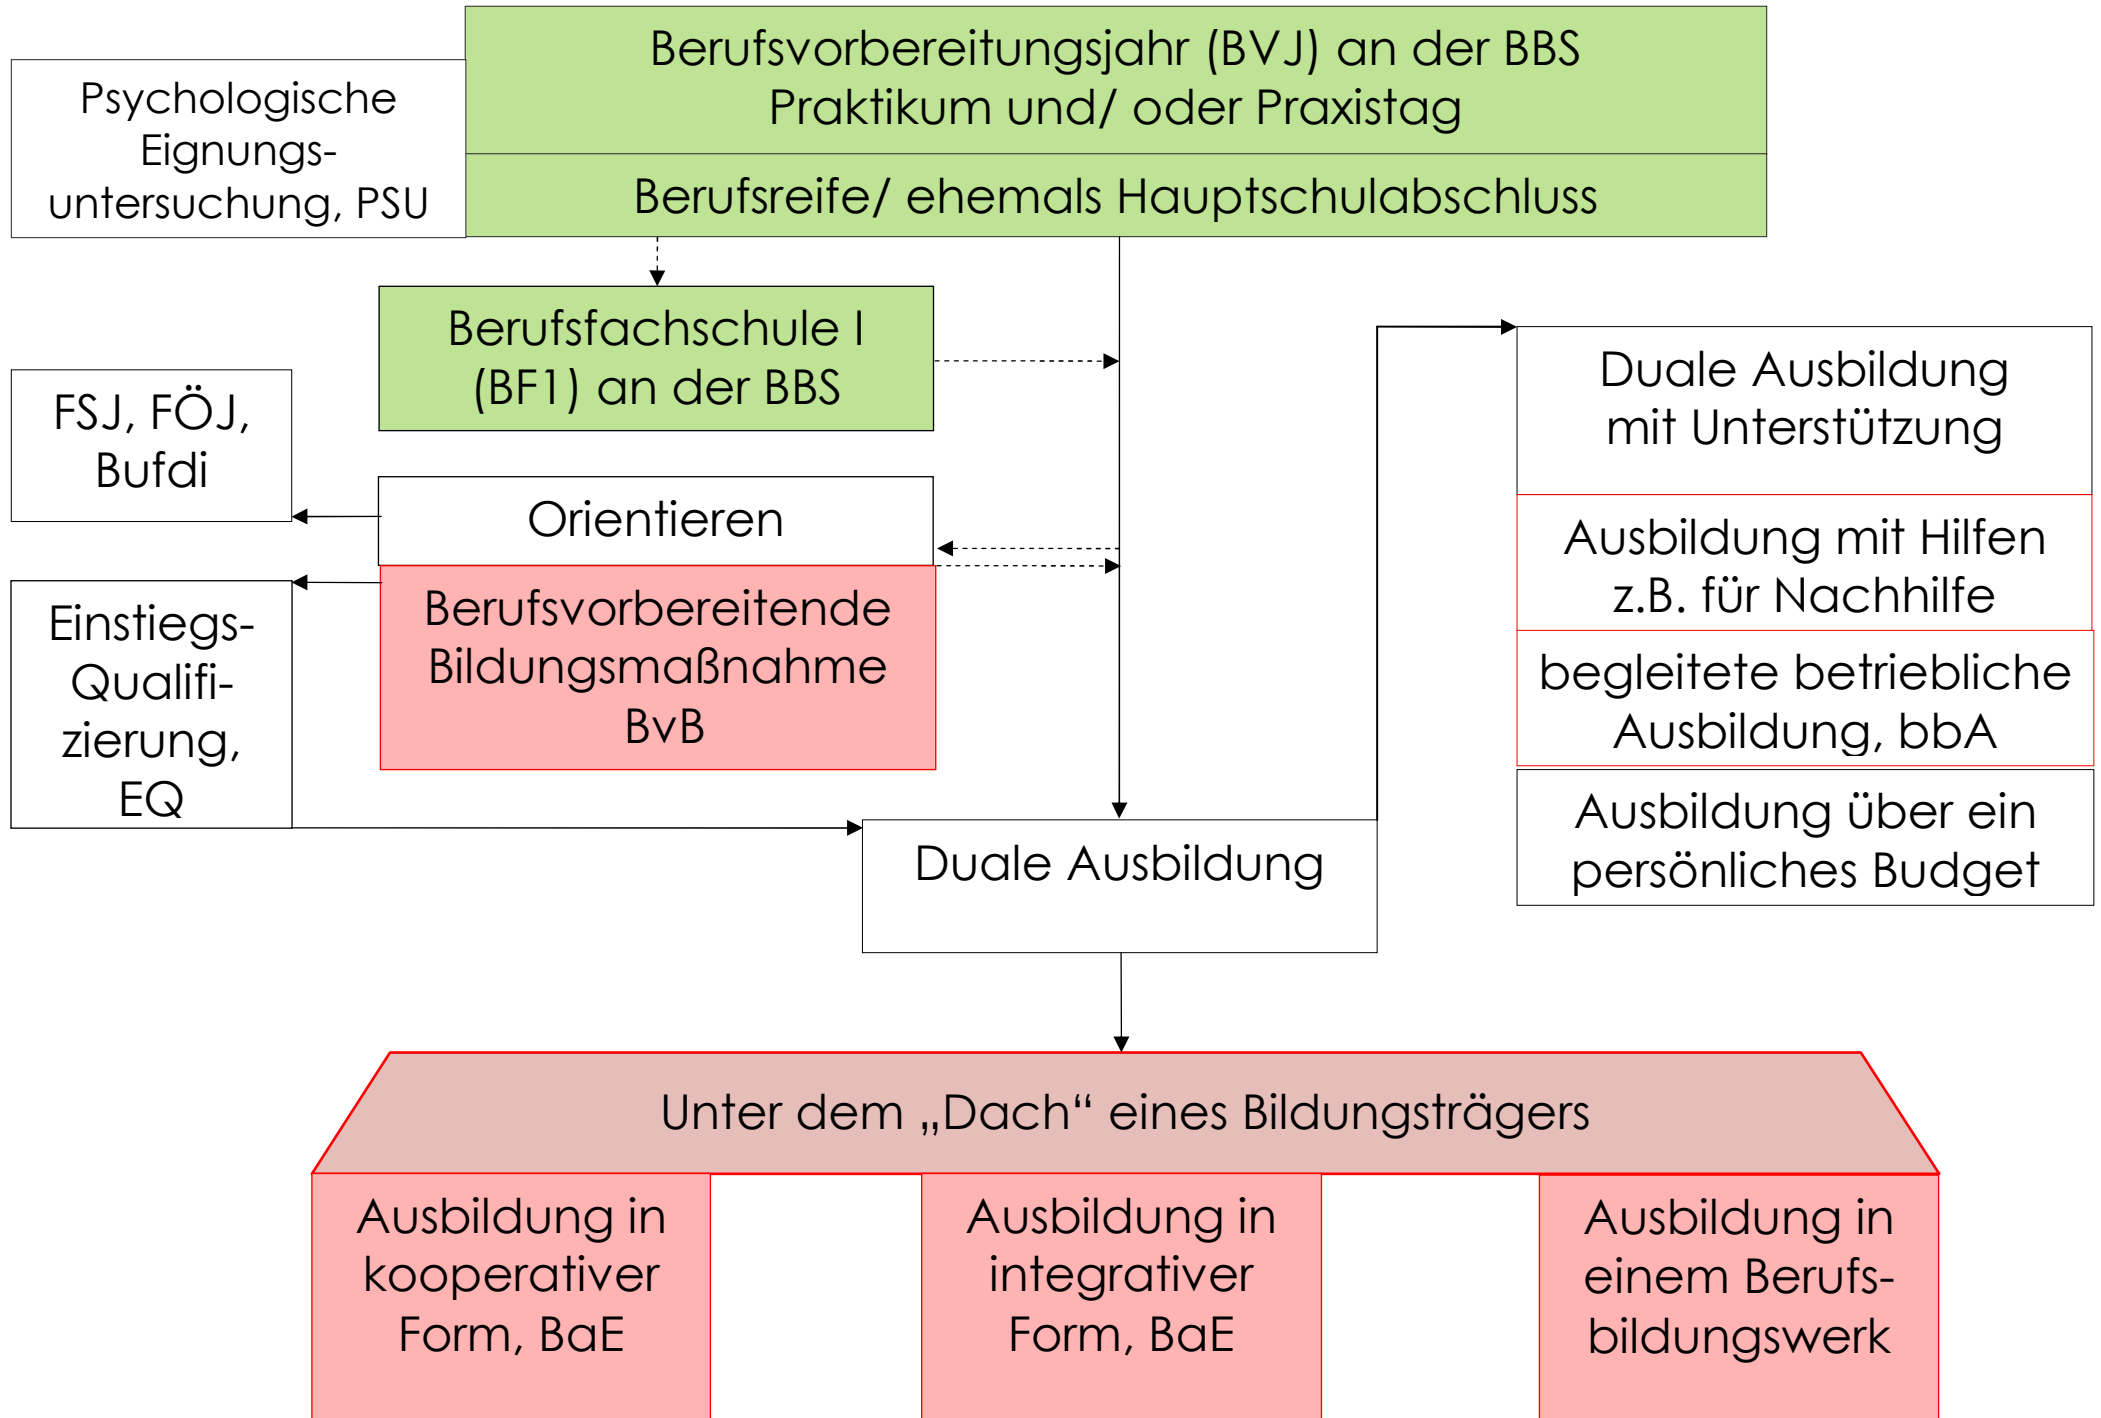 Berufsvorbereitungsjahr (BVJ) an der BBS
Praktikum und/ oder Praxistag
Psychologische
Eignungs-
untersuchung, PSU
Berufsreife/ ehemals Hauptschulabschluss
Berufsfachschule I
(BF1) an der BBS
FSJ, FÖJ,
Bufdi
Orientieren
Berufsvorbereitende
Bildungsmaßnahme
BvB
Einstiegs-
Qualifi-
zierung,
EQ
Duale Ausbildung
mit Unterstützung
Ausbildung mit Hilfen
z.B. für Nachhilfe
begleitete betriebliche
Ausbildung, bbA
Ausbildung über ein
persönliches Budget
Duale Ausbildung
Unter dem „Dach“ eines Bildungsträgers
Ausbildung in
kooperativer
Form, BaE
Ausbildung in
integrativer
Form, BaE
Ausbildung in
einem Berufs-
bildungswerk